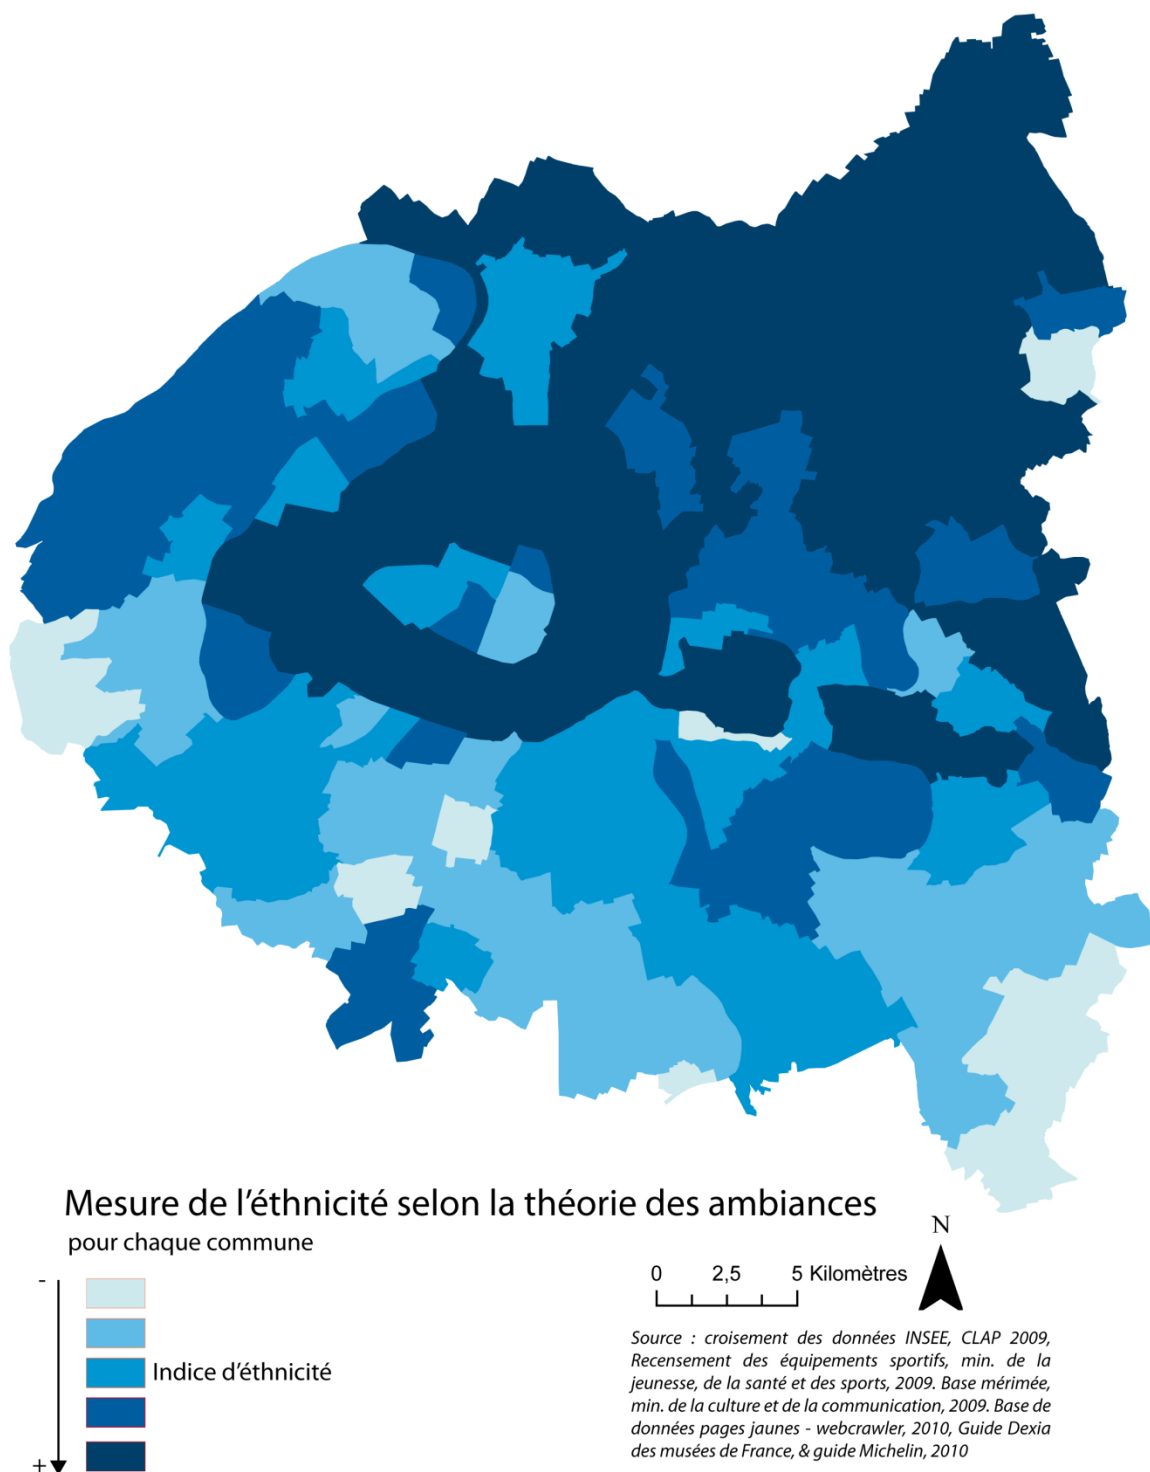 Mesure de l’éthnicité selon la théorie des ambiances
pour chaque commune
-
Indice d’éthnicité
+
N
0 2,5 5 Kilomètres
Source : croisement des données INSEE, CLAP 2009,
Recensement des équipements sportifs, min. de la
jeunesse, de la santé et des sports, 2009. Base mérimée,
min. de la culture et de la communication, 2009. Base de
données pages jaunes - webcrawler, 2010, Guide Dexia
des musées de France, & guide Michelin, 2010